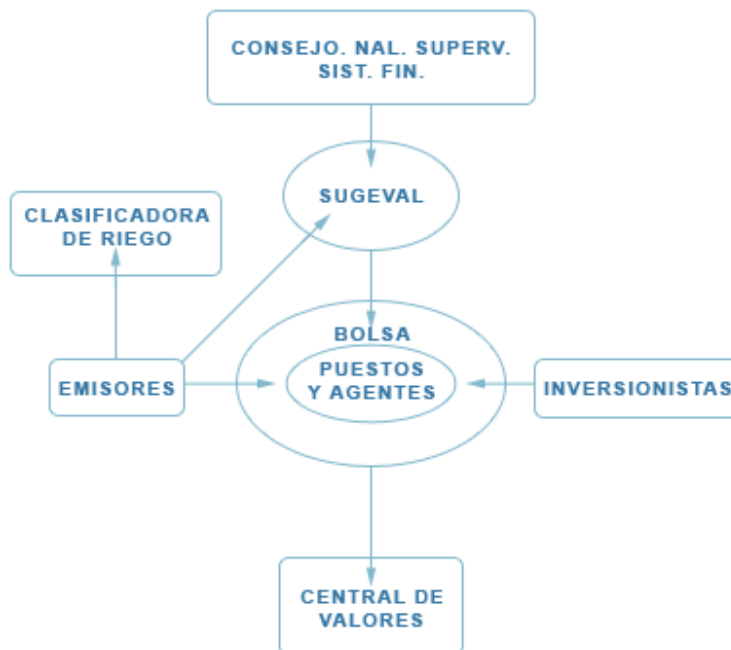 CONSEJO. NAL. SUPERV.
SIST. FIN.
SUGEVAL
CLASIFICADORA
DE RIEGO
BOLSA
PUESTOS
Y AGENTES
EMISORES
INVERSIONISTAS
CENTRAL DE
VALORES